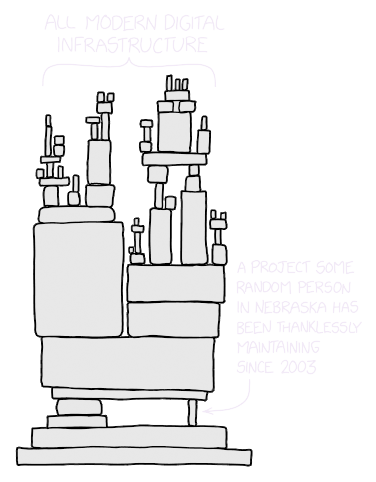 ALL MODERN DIGITAL
INFRASTRUCTURE
A PROJECT SOME
RANDOM PERSON
IN NEBRASKA HAS
BEEN THANKLESSLY
MAINTAINING
SINCE 2003